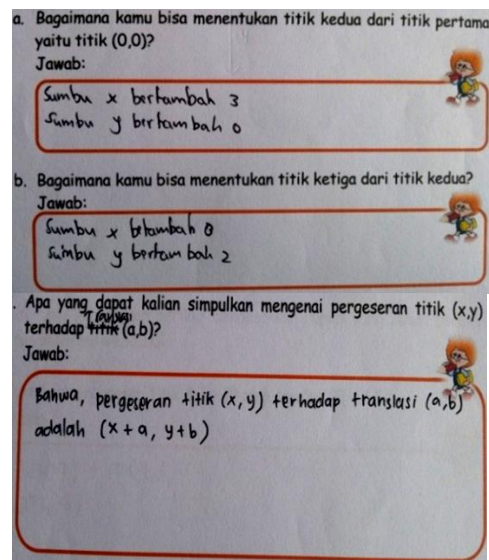 a. Bagaimana kamu bisa menentukan titik kedua dari titik pertama
yaitu titik (0,0)?
Jawab:
Sumbu x bertambah 3
Sumbu y bertambah 0
b. Bagaimana kamu bisa menentukan titik ketiga dari titik kedua?
Jawab:
Sumbu x betambah 0
Sumbu y bertambah 2
. Apa yang dapat kalian simpulkan mengenai pergeseran titik (x,y)
translasi
terhadap titik (a,b)?
Jawab:
Bahwa, pergeseran titik (x, y) terhadap translasi (a,b)
adalah (x + a, y + b)